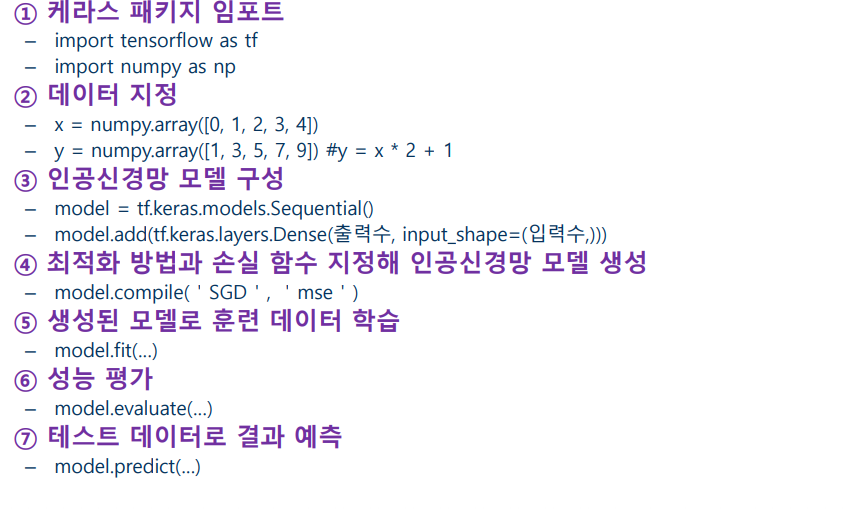 ① 케라스 패키지 임포트
– import tensorflow as tf
– import numpy as np
② 데이터 지정
– x = numpy.array([0, 1, 2, 3, 4])
– y = numpy.array([1, 3, 5, 7, 9]) #y = x * 2 + 1
③ 인공신경망 모델 구성
– model = tf.keras.models.Sequential()
– model.add(tf.keras.layers.Dense(출력수, input_shape=(입력수,)))
④ 최적화 방법과 손실 함수 지정해 인공신경망 모델 생성
– model.compile( ' SGD ' , ' mse ' )
⑤ 생성된 모델로 훈련 데이터 학습
– model.fit(...)
⑥ 성능 평가
– model.evaluate(...)
⑦ 테스트 데이터로 결과 예측
– model.predict(...)